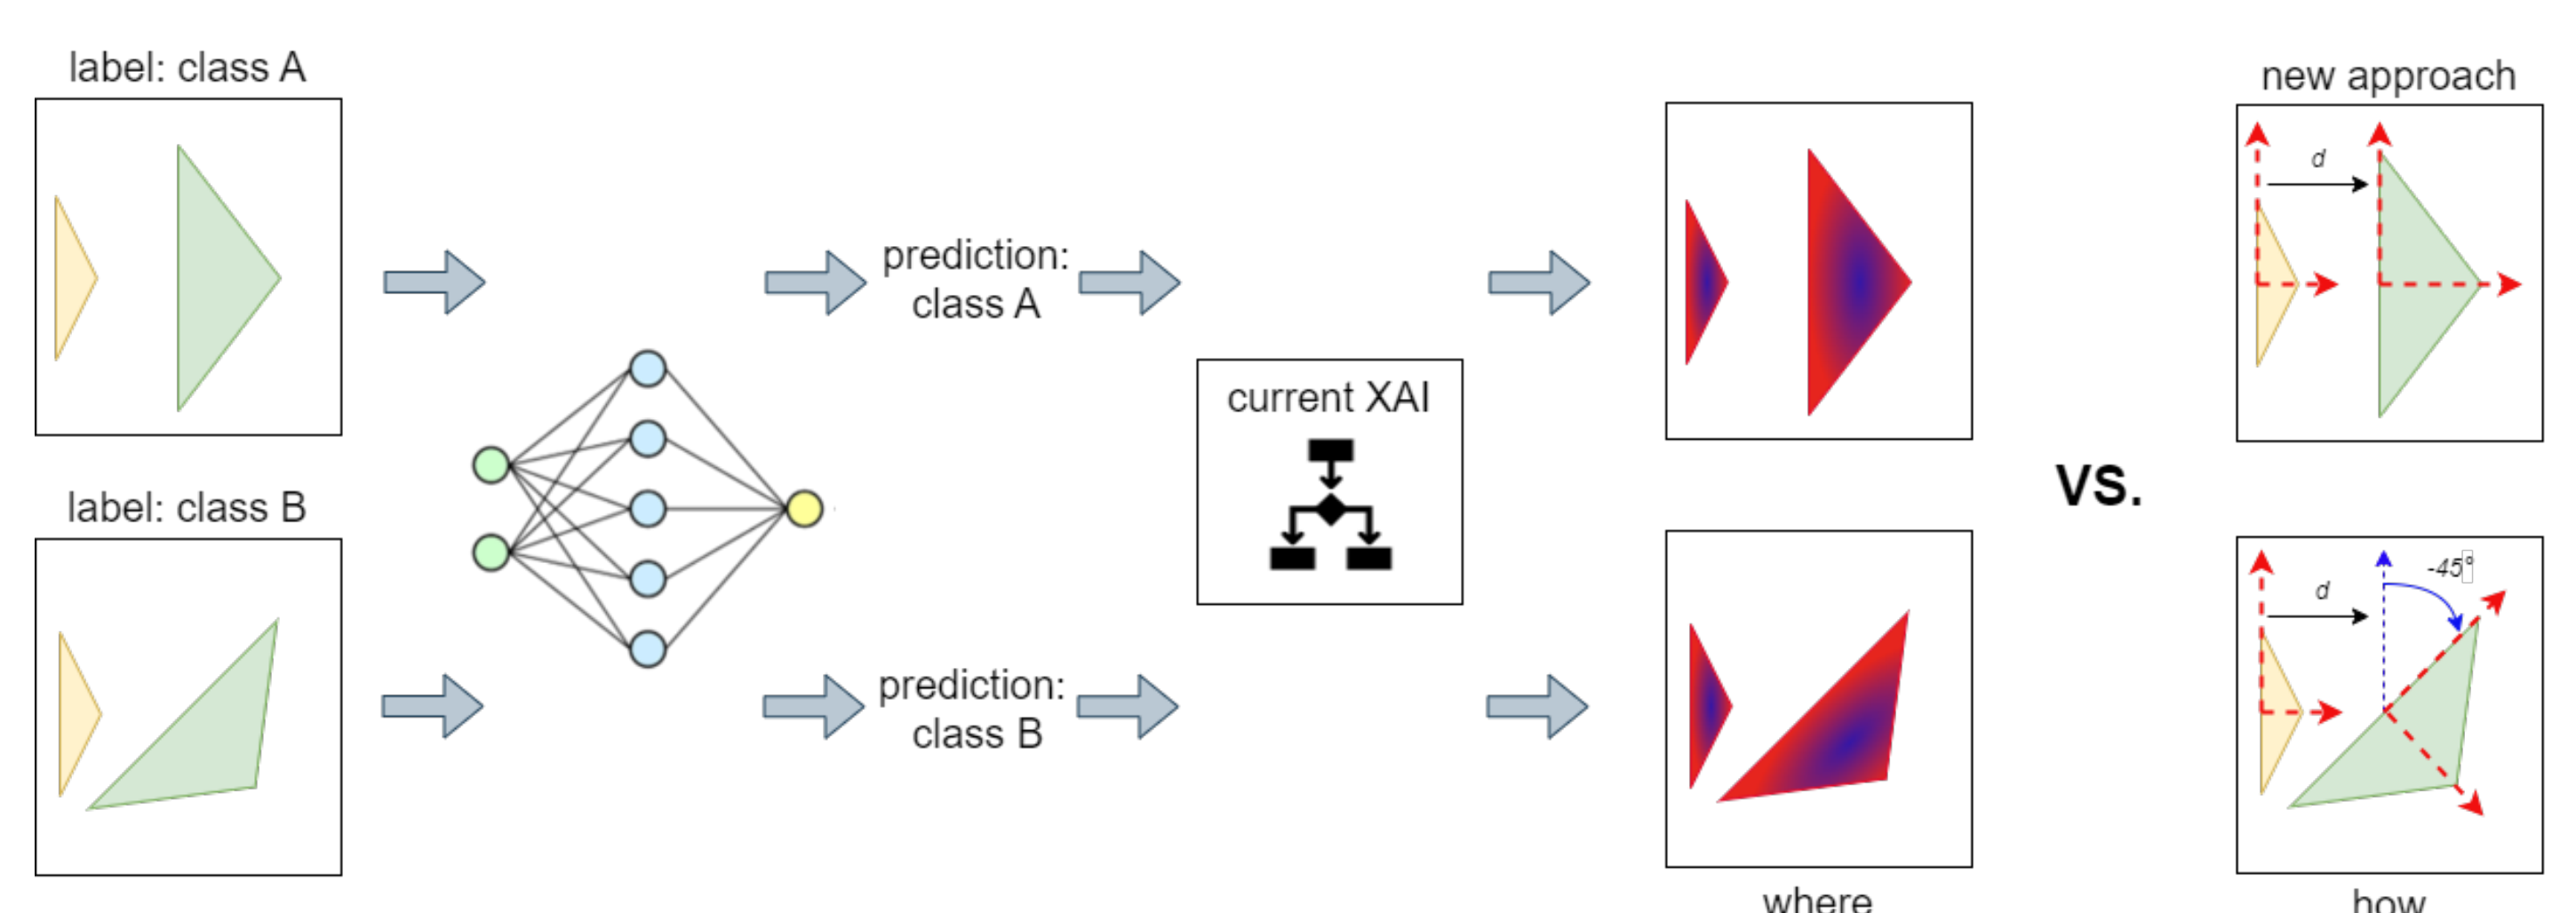 label: class A
new approach
d
prediction:
class A
current XAI
vs.
label: class B
-45°
d
prediction:
class B
where
how